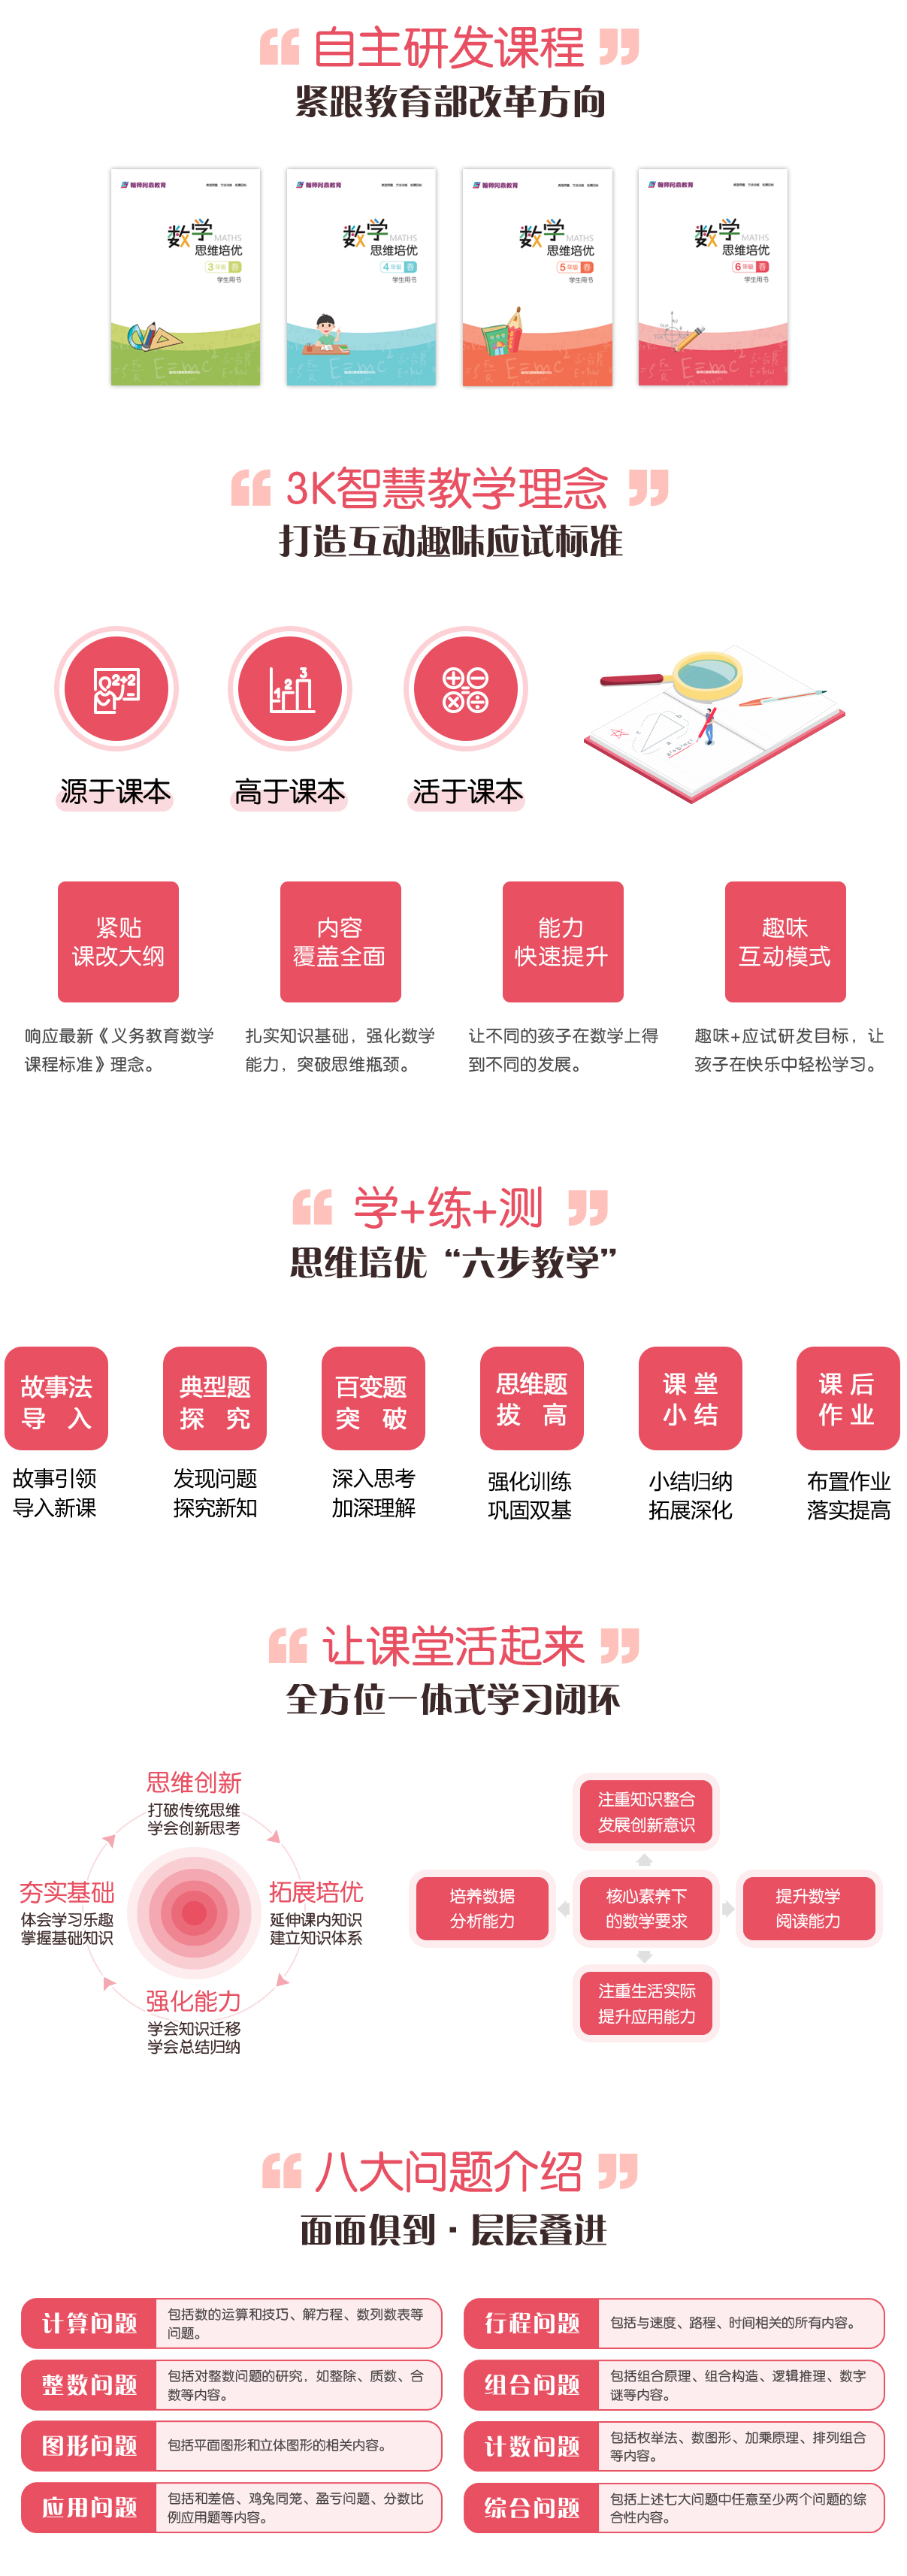 自主研发课程
紧跟教育部改革方向
翰师问鼎教育
数学
MATHS
思维培优
3年级 春
学生用书
翰师问鼎教育
数学
MATHS
思维培优
4年级 春
学生用书
翰师问鼎教育
数学
MATHS
思维培优
5年级 春
学生用书
翰师问鼎教育
数学
MATHS
思维培优
6年级 春
学生用书
3K智慧教学理念
打造互动趣味应试标准
2+2
1 2 3
源于课本
高于课本
活于课本
紧贴
课改大纲
响应最新《义务教育数学
课程标准》理念。
内容
覆盖全面
扎实知识基础，强化数学
能力，突破思维瓶颈。
能力
快速提升
让不同的孩子在数学上得
到不同的发展。
趣味
互动模式
趣味+应试研发目标，让
孩子在快乐中轻松学习。
学+练+测
思维培优“六步教学”
故事法
导 入
故事引领
导入新课
典型题
探 究
发现问题
探究新知
百变题
突 破
深入思考
加深理解
思维题
拔 高
强化训练
巩固双基
课堂
小结
小结归纳
拓展深化
课后
作业
布置作业
落实提高
让课堂活起来
全方位一体式学习闭环
思维创新
打破传统思维
学会创新思考
夯实基础
体会学习乐趣
掌握基础知识
拓展培优
延伸课内知识
建立知识体系
强化能力
学会知识迁移
学会总结归纳
注重知识整合
发展创新意识
培养数据
分析能力
核心素养下
的数学要求
提升数学
阅读能力
注重生活实际
提升应用能力
八大问题介绍
面面俱到·层层叠进
计算问题
包括数的运算和技巧、解方程、数列数表等
问题。
行程问题
包括与速度、路程、时间相关的所有内容。
整数问题
包括对整数问题的研究，如整除、质数、合
数等内容。
组合问题
包括组合原理、组合构造、逻辑推理、数字
谜等内容。
图形问题
包括平面图形和立体图形的相关内容。
计数问题
包括枚举法、数图形、加乘原理、排列组合
等内容。
应用问题
包括和差倍、鸡兔同笼、盈亏问题、分数比
例应用题等内容。
综合问题
包括上述七大问题中任意至少两个问题的综
合性内容。